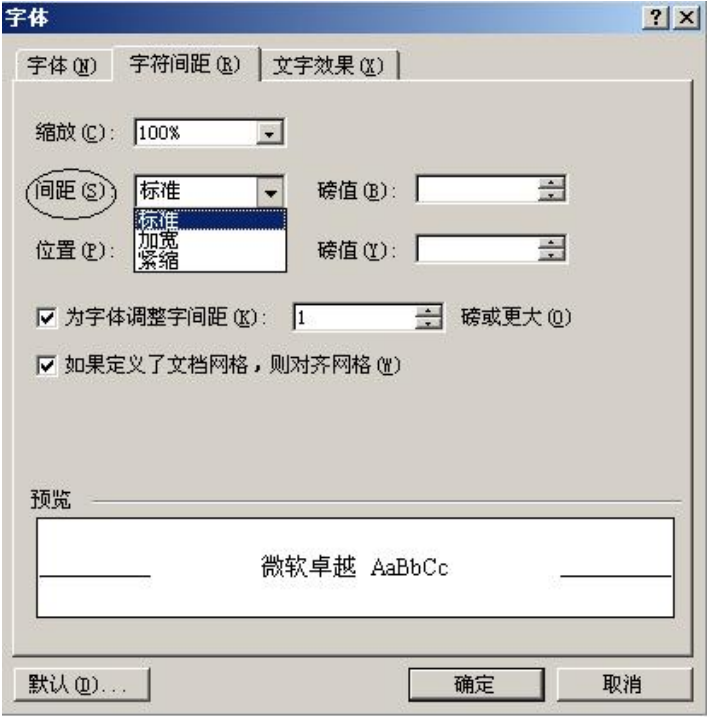 字体
字体(N) 字符间距(R) 文字效果(X)
缩放(C): 100%
间距(S): 标准 磅值(B):
标准
加宽
紧缩
位置(P): 磅值(Y):
为字体调整字间距(K): 1 磅或更大(O)
如果定义了文档网格，则对齐网格(W)
预览
微软卓越 AaBbCc
默认(D)... 确定 取消